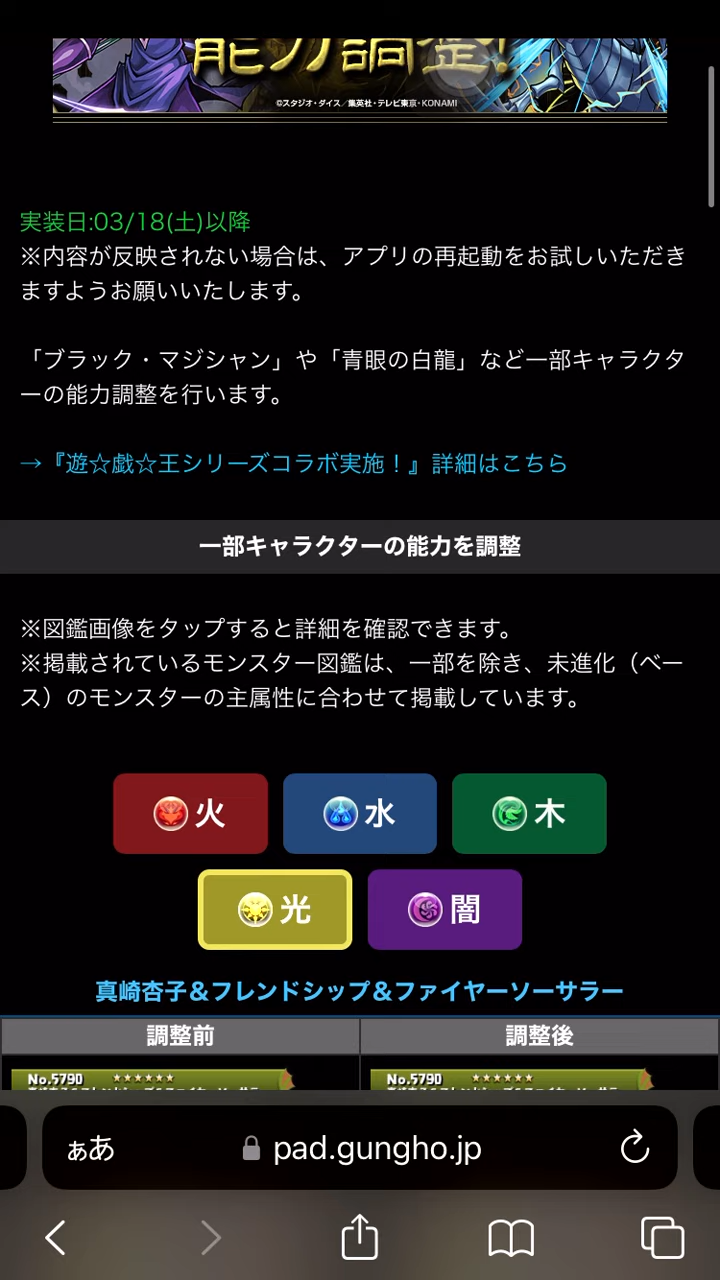 能力調整!
©スタジオ・ダイス／集英社・テレビ東京・KONAMI
実装日:03/18(土)以降
※内容が反映されない場合は、アプリの再起動をお試しいただき
ますようお願いいたします。
「ブラック・マジシャン」や「青眼の白龍」など一部キャラクタ
ーの能力調整を行います。
→『遊☆戯☆王シリーズコラボ実施！』詳細はこちら
一部キャラクターの能力を調整
※図鑑画像をタップすると詳細を確認できます。
※掲載されているモンスター図鑑は、一部を除き、未進化（ベー
ス）のモンスターの主属性に合わせて掲載しています。
火 水 木
光 闇
真崎杏子＆フレンドシップ＆ファイヤーソーサラー
調整前 調整後
No.5790 ★★★★★★ No.5790 ★★★★★★
ぁあ pad.gungho.jp